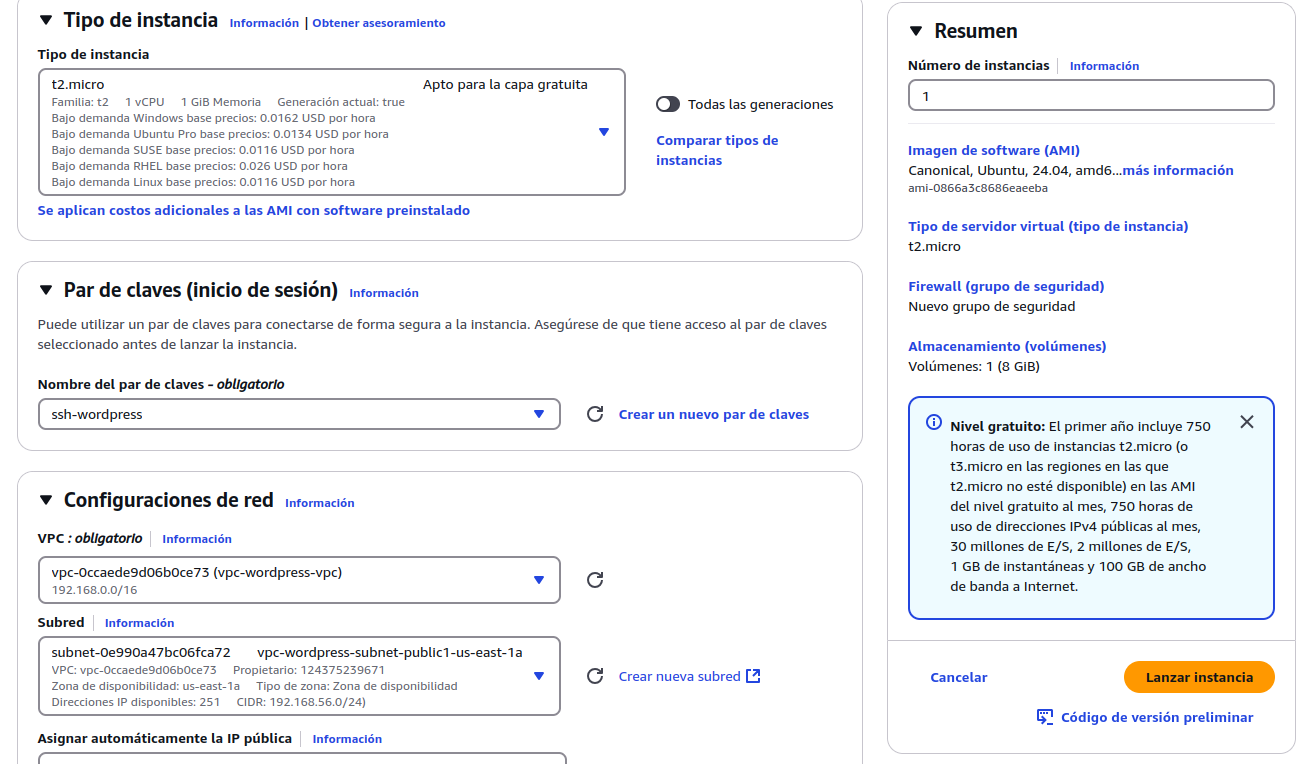 Tipo de instancia Información | Obtener asesoramiento
Tipo de instancia
t2.micro Apto para la capa gratuita
Familia: t2 1 vCPU 1 GiB Memoria Generación actual: true
Bajo demanda Windows base precios: 0.0162 USD por hora
Bajo demanda Ubuntu Pro base precios: 0.0134 USD por hora
Bajo demanda SUSE base precios: 0.0116 USD por hora
Bajo demanda RHEL base precios: 0.026 USD por hora
Bajo demanda Linux base precios: 0.0116 USD por hora
Todas las generaciones
Comparar tipos de
instancias
Se aplican costos adicionales a las AMI con software preinstalado
Par de claves (inicio de sesión) Información
Puede utilizar un par de claves para conectarse de forma segura a la instancia. Asegúrese de que tiene acceso al par de claves
seleccionado antes de lanzar la instancia.
Nombre del par de claves - obligatorio
ssh-wordpress
Crear un nuevo par de claves
Configuraciones de red Información
VPC : obligatorio Información
vpc-0ccaede9d06b0ce73 (vpc-wordpress-vpc)
192.168.0.0/16
Subred Información
subnet-0e990a47bc06fca72 vpc-wordpress-subnet-public1-us-east-1a
VPC: vpc-0ccaede9d06b0ce73 Propietario: 124375239671
Zona de disponibilidad: us-east-1a Tipo de zona: Zona de disponibilidad
Direcciones IP disponibles: 251 CIDR: 192.168.56.0/24)
Crear nueva subred
Asignar automáticamente la IP pública Información
Resumen
Número de instancias Información
1
Imagen de software (AMI)
Canonical, Ubuntu, 24.04, amd6...más información
ami-0866a3c8686eaeeba
Tipo de servidor virtual (tipo de instancia)
t2.micro
Firewall (grupo de seguridad)
Nuevo grupo de seguridad
Almacenamiento (volúmenes)
Volúmenes: 1 (8 GiB)
Nivel gratuito: El primer año incluye 750
horas de uso de instancias t2.micro (o
t3.micro en las regiones en las que
t2.micro no esté disponible) en las AMI
del nivel gratuito al mes, 750 horas de
uso de direcciones IPv4 públicas al mes,
30 millones de E/S, 2 millones de E/S,
1 GB de instantáneas y 100 GB de ancho
de banda a Internet.
Cancelar
Lanzar instancia
Código de versión preliminar